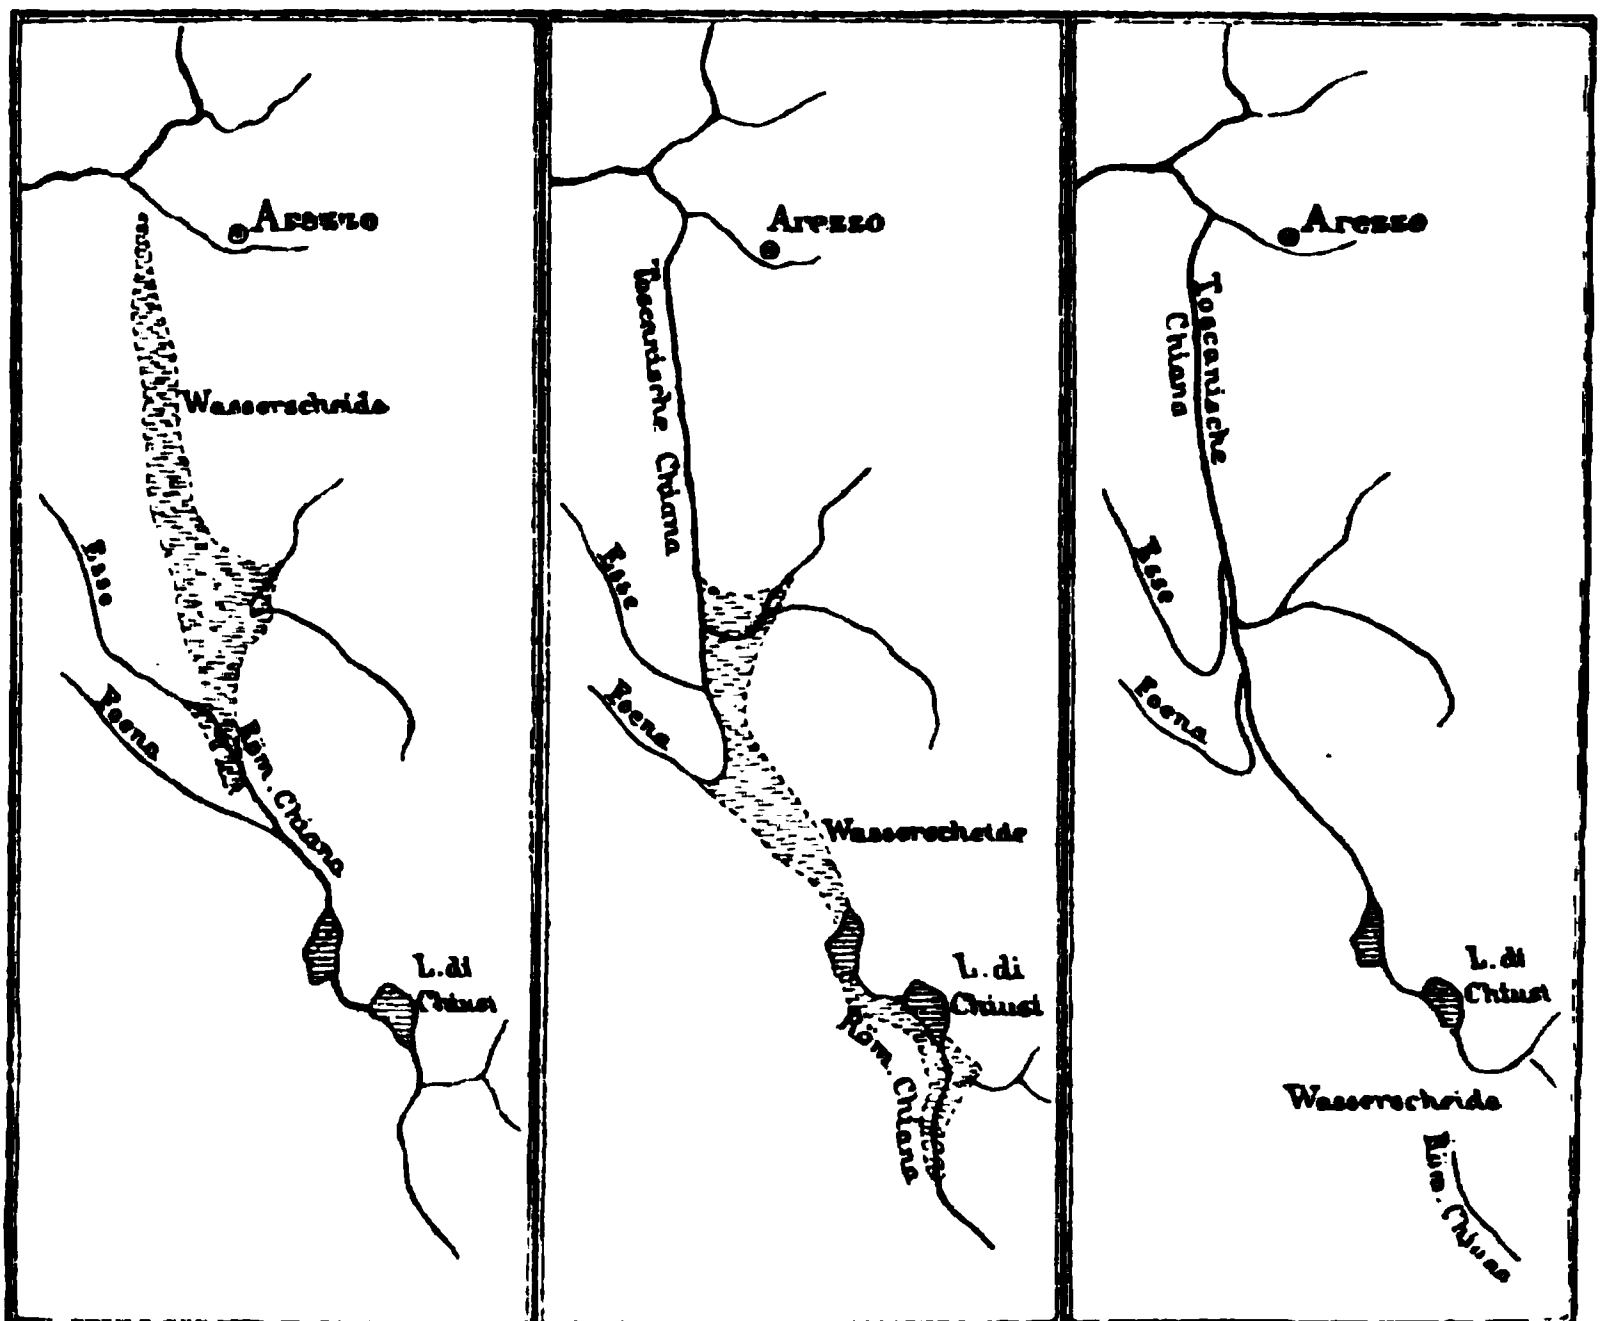 Arezzo
Wasserscheide
Esse
Foena
Röm. Chiana
L. di
Chiusi
Arezzo
Toscanische Chiana
Esse
Foena
Wasserscheide
L. di
Chiusi
Röm. Chiana
Arezzo
Toscanische
Chiana
Esse
Foena
L. di
Chiusi
Wasserscheide
Röm. Chiana